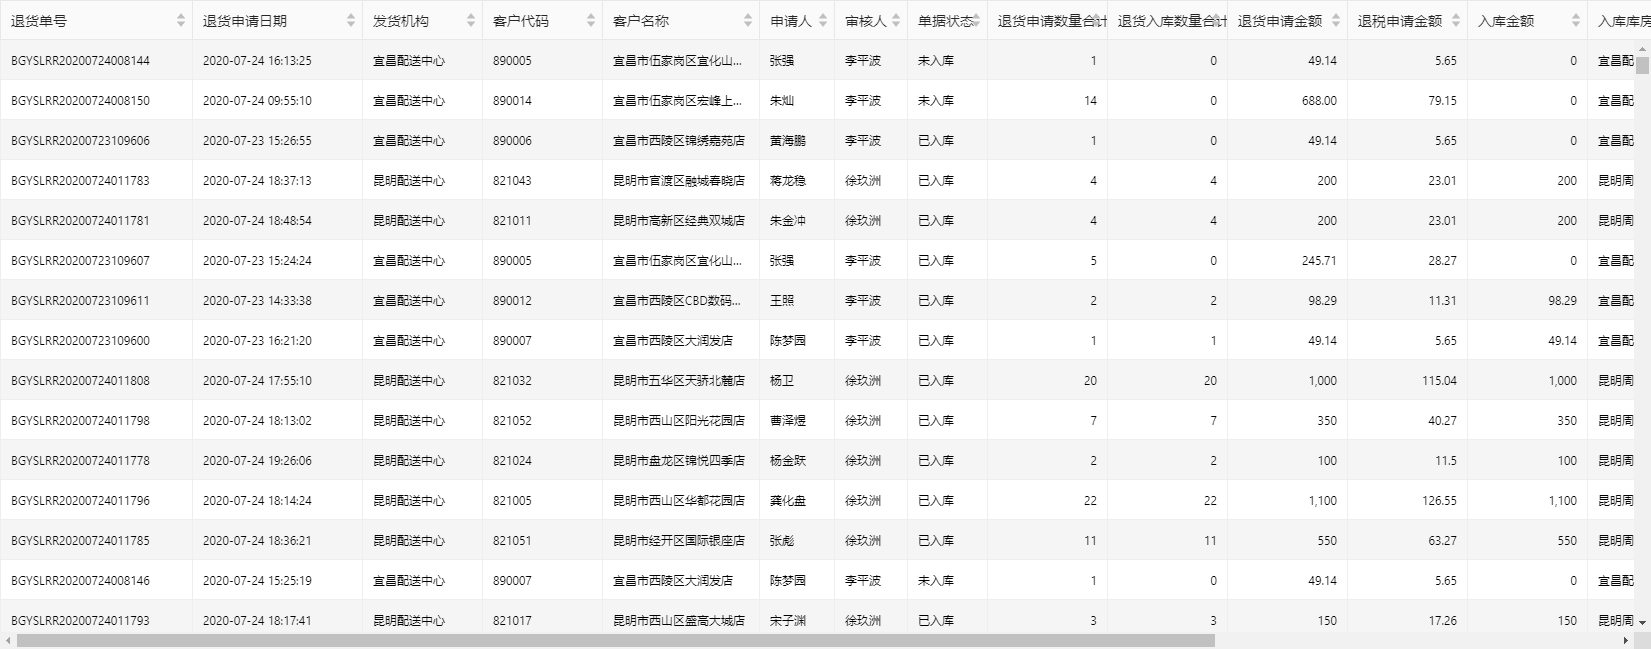 退货单号 退货申请日期 发货机构 客户代码 客户名称 申请人 审核人 单据状态 退货申请数量合计 退货入库数量合计 退货申请金额 退税申请金额 入库金额 入库库房
BGYSLRR20200724008144 2020-07-24 16:13:25 宜昌配送中心 890005 宜昌市伍家岗区宜化山... 张强 李平波 未入库 1 0 49.14 5.65 0 宜昌配
BGYSLRR20200724008150 2020-07-24 09:55:10 宜昌配送中心 890014 宜昌市伍家岗区宏峰上... 朱灿 李平波 未入库 14 0 688.00 79.15 0 宜昌配
BGYSLRR20200723109606 2020-07-23 15:26:55 宜昌配送中心 890006 宜昌市西陵区锦绣嘉苑店 黄海鹏 李平波 已入库 1 0 49.14 5.65 0 宜昌配
BGYSLRR20200724011783 2020-07-24 18:37:13 昆明配送中心 821043 昆明市官渡区融城春晓店 蒋龙稳 徐玖洲 已入库 4 4 200 23.01 200 昆明周
BGYSLRR20200724011781 2020-07-24 18:48:54 昆明配送中心 821011 昆明市高新区经典双城店 朱金冲 徐玖洲 已入库 4 4 200 23.01 200 昆明周
BGYSLRR20200723109607 2020-07-23 15:24:24 宜昌配送中心 890005 宜昌市伍家岗区宜化山... 张强 李平波 已入库 5 0 245.71 28.27 0 宜昌配
BGYSLRR20200723109611 2020-07-23 14:33:38 宜昌配送中心 890012 宜昌市西陵区CBD数码... 王照 李平波 已入库 2 2 98.29 11.31 98.29 宜昌配
BGYSLRR20200723109600 2020-07-23 16:21:20 宜昌配送中心 890007 宜昌市西陵区大润发店 陈梦园 李平波 已入库 1 1 49.14 5.65 49.14 宜昌配
BGYSLRR20200724011808 2020-07-24 17:55:10 昆明配送中心 821032 昆明市五华区天骄北麓店 杨卫 徐玖洲 已入库 20 20 1,000 115.04 1,000 昆明周
BGYSLRR20200724011798 2020-07-24 18:13:02 昆明配送中心 821052 昆明市西山区阳光花园店 曹泽煜 徐玖洲 已入库 7 7 350 40.27 350 昆明周
BGYSLRR20200724011778 2020-07-24 19:26:06 昆明配送中心 821024 昆明市盘龙区锦悦四季店 杨金跃 徐玖洲 已入库 2 2 100 11.5 100 昆明周
BGYSLRR20200724011796 2020-07-24 18:14:24 昆明配送中心 821005 昆明市西山区华都花园店 龚化盘 徐玖洲 已入库 22 22 1,100 126.55 1,100 昆明周
BGYSLRR20200724011785 2020-07-24 18:36:21 昆明配送中心 821051 昆明市经开区国际银座店 张彪 徐玖洲 已入库 11 11 550 63.27 550 昆明周
BGYSLRR20200724008146 2020-07-24 15:25:19 宜昌配送中心 890007 宜昌市西陵区大润发店 陈梦园 李平波 未入库 1 0 49.14 5.65 0 宜昌配
BGYSLRR20200724011793 2020-07-24 18:17:41 昆明配送中心 821017 昆明市西山区盛高大城店 宋子渊 徐玖洲 已入库 3 3 150 17.26 150 昆明周